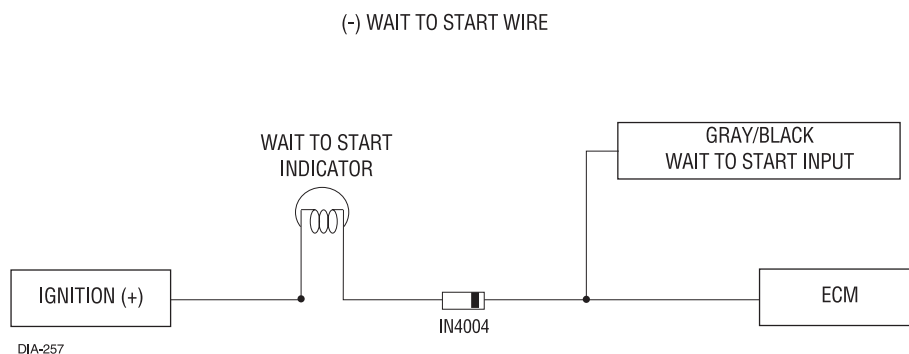 (-) WAIT TO START WIRE
WAIT TO START
INDICATOR
GRAY/BLACK
WAIT TO START INPUT
IGNITION (+)
IN4004
ECM
DIA-257